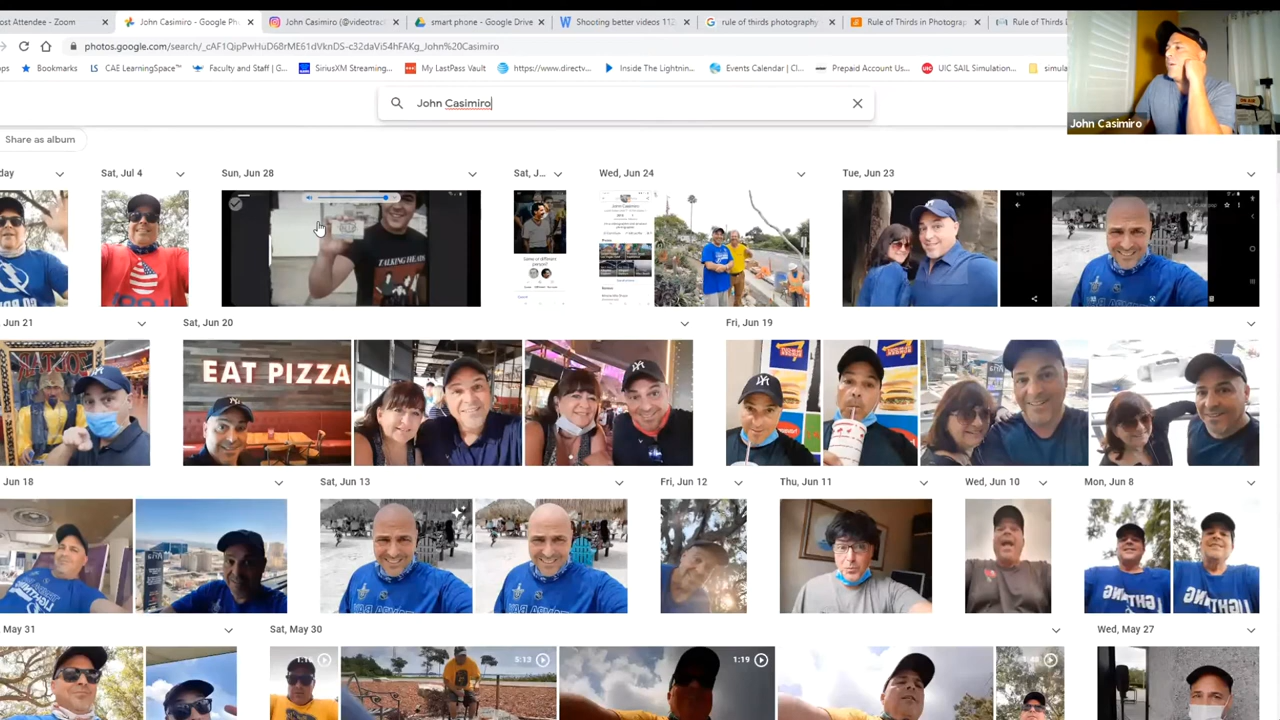 ost Attendee - Zoom
John Casimiro - Google Ph
John Casimiro (@videotract
smart phone - Google Drive
Shooting better videos 112
rule of thirds photography
Rule of Thirds in Photograp
Rule of Thirds D
photos.google.com/search/_cAF1QipPwHuD68rME61dVknDS-c32daVi54hFAKg_John%20Casimiro
ps
Bookmarks
CAE LearningSpace™
Faculty and Staff | G...
SiriusXM Streaming...
My LastPass Vault
https://www.directv...
Inside The Lightnin...
Events Calendar | Cl...
Prepaid Account Us...
UIC SAIL Simulation...
simula
John Casimiro
John Casimiro
Share as album
day
Sat, Jul 4
Sun, Jun 28
Sat, J...
Wed, Jun 24
Tue, Jun 23
TALKING HEADS
Jun 21
Sat, Jun 20
Fri, Jun 19
EAT PIZZA
Jun 18
Sat, Jun 13
Fri, Jun 12
Thu, Jun 11
Wed, Jun 10
Mon, Jun 8
May 31
Sat, May 30
Wed, May 27
5:13
1:19